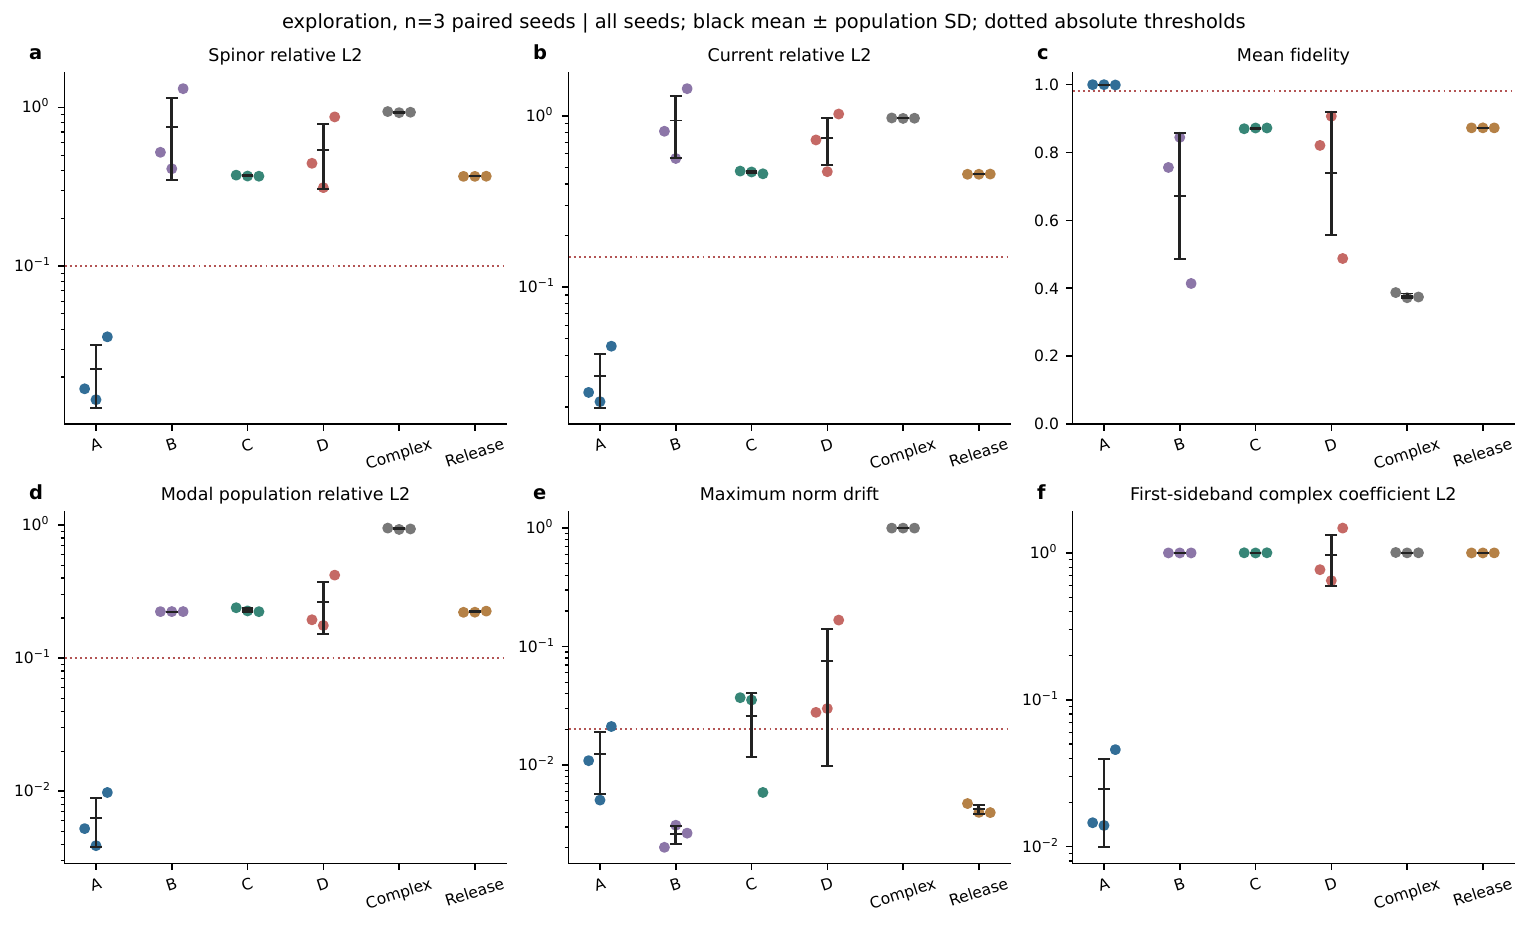 exploration, n=3 paired seeds | all seeds; black mean ± population SD; dotted absolute thresholds
a
Spinor relative L2
10⁰
10⁻¹
A
B
C
D
Complex
Release
b
Current relative L2
10⁰
10⁻¹
A
B
C
D
Complex
Release
c
Mean fidelity
1.0
0.8
0.6
0.4
0.2
0.0
A
B
C
D
Complex
Release
d
Modal population relative L2
10⁰
10⁻¹
10⁻²
A
B
C
D
Complex
Release
e
Maximum norm drift
10⁰
10⁻¹
10⁻²
A
B
C
D
Complex
Release
f
First-sideband complex coefficient L2
10⁰
10⁻¹
10⁻²
A
B
C
D
Complex
Release